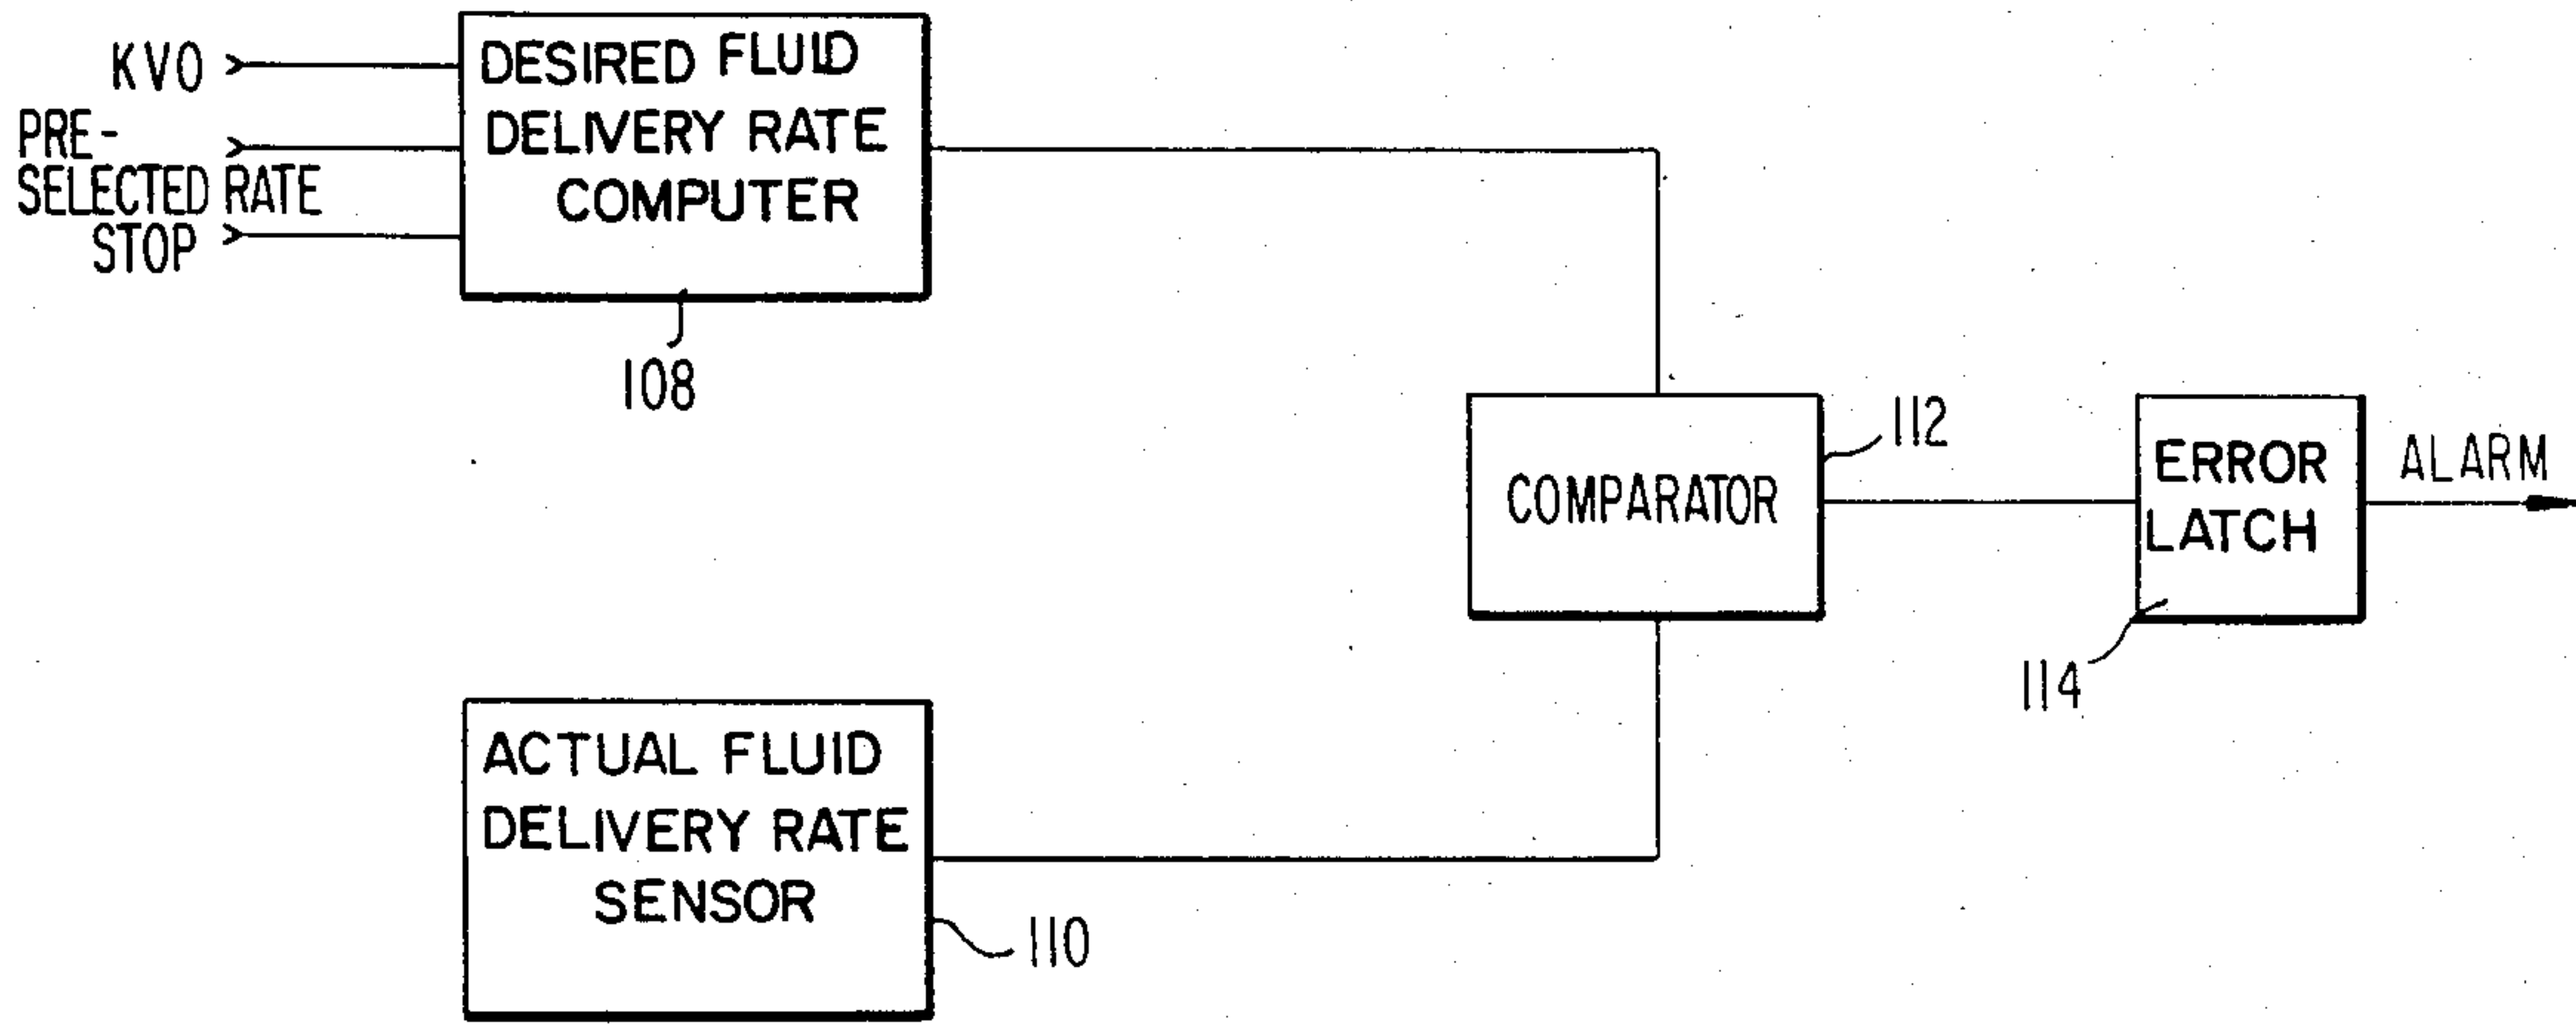 KVO
PRE-
SELECTED RATE
STOP
DESIRED FLUID
DELIVERY RATE
COMPUTER
108
COMPARATOR
112
ERROR
LATCH
114
ALARM
ACTUAL FLUID
DELIVERY RATE
SENSOR
110